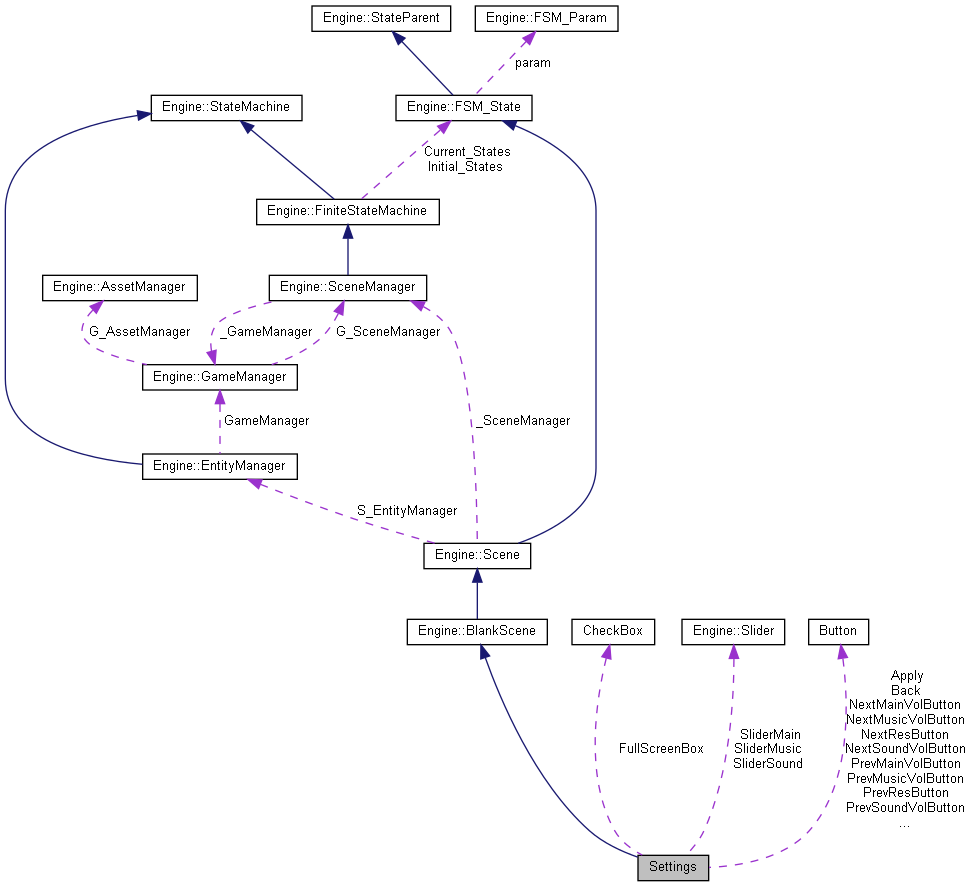 Engine::StateParent
Engine::FSM_Param
param
Engine::StateMachine
Engine::FSM_State
Current_States
Initial_States
Engine::FiniteStateMachine
Engine::AssetManager
Engine::SceneManager
G_AssetManager
_GameManager
G_SceneManager
Engine::GameManager
GameManager
_SceneManager
Engine::EntityManager
S_EntityManager
Engine::Scene
Engine::BlankScene
CheckBox
Engine::Slider
Button
FullScreenBox
SliderMain
SliderMusic
SliderSound
Apply
Back
NextMainVolButton
NextMusicVolButton
NextResButton
NextSoundVolButton
PrevMainVolButton
PrevMusicVolButton
PrevResButton
PrevSoundVolButton
...
Settings